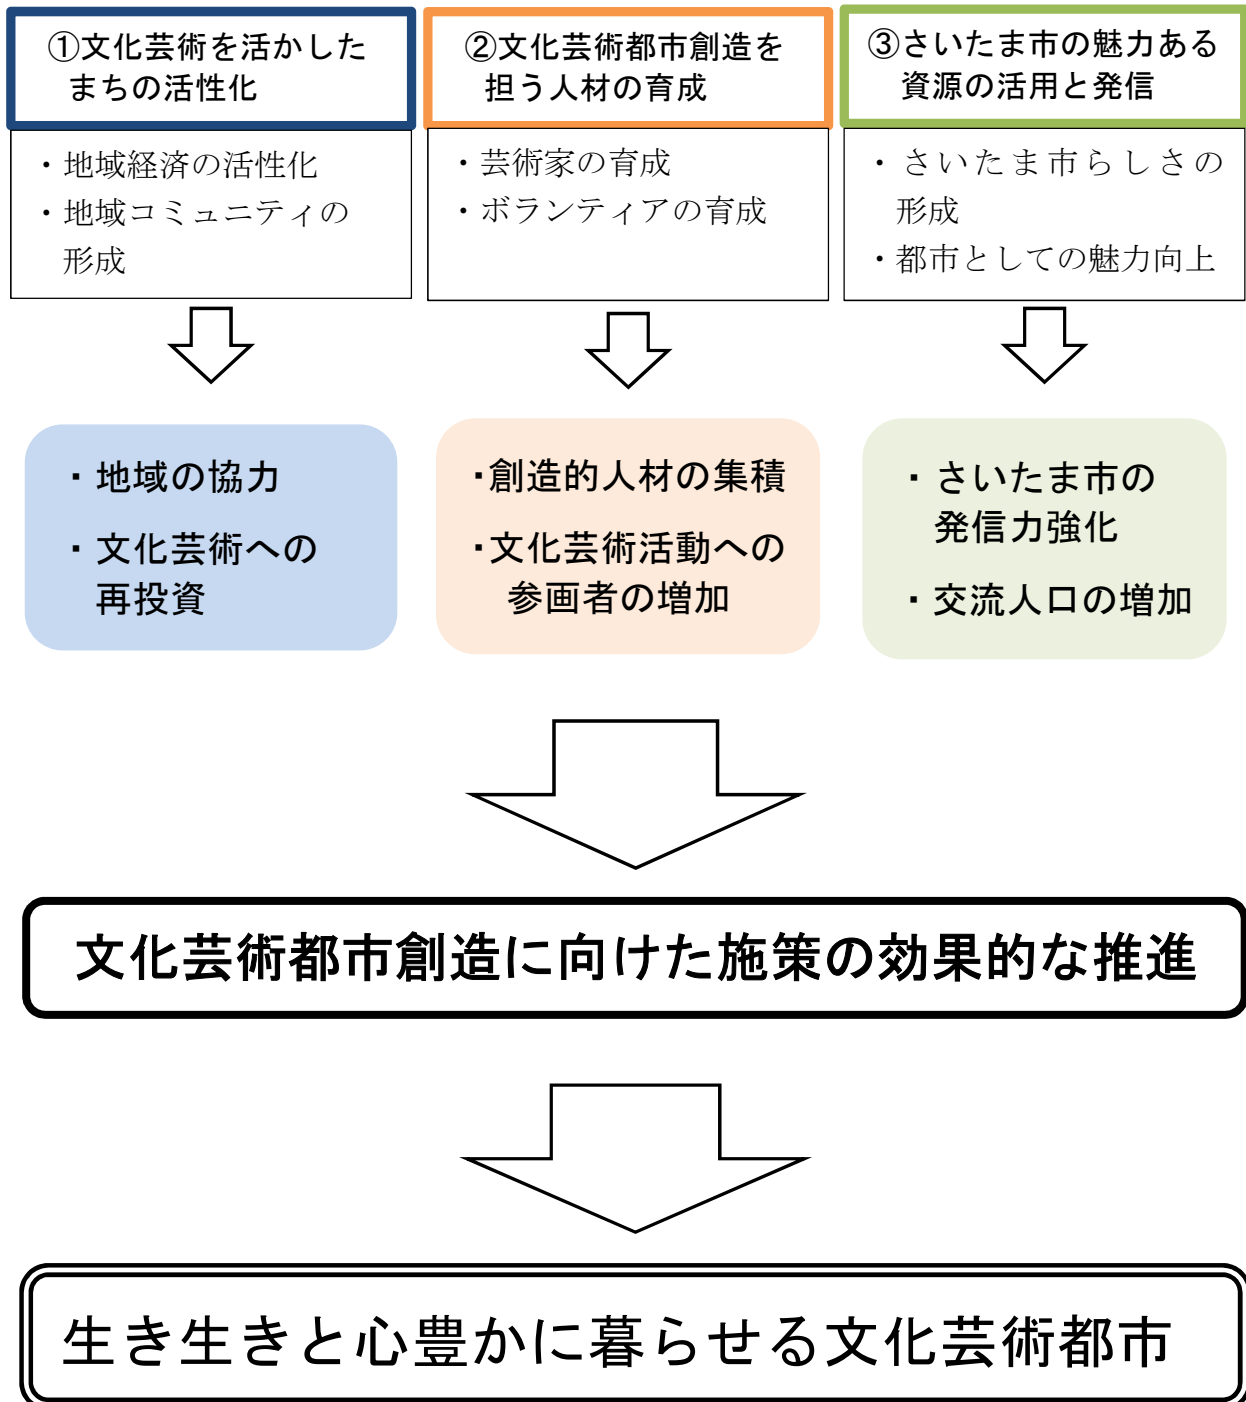 ①文化芸術を活かした
まちの活性化
・地域経済の活性化
・地域コミュニティの
形成
②文化芸術都市創造を
担う人材の育成
・芸術家の育成
・ボランティアの育成
③さいたま市の魅力ある
資源の活用と発信
・さいたま市らしさの
形成
・都市としての魅力向上
・地域の協力
・文化芸術への
再投資
・創造的人材の集積
・文化芸術活動への
参画者の増加
・さいたま市の
発信力強化
・交流人口の増加
文化芸術都市創造に向けた施策の効果的な推進
生き生きと心豊かに暮らせる文化芸術都市